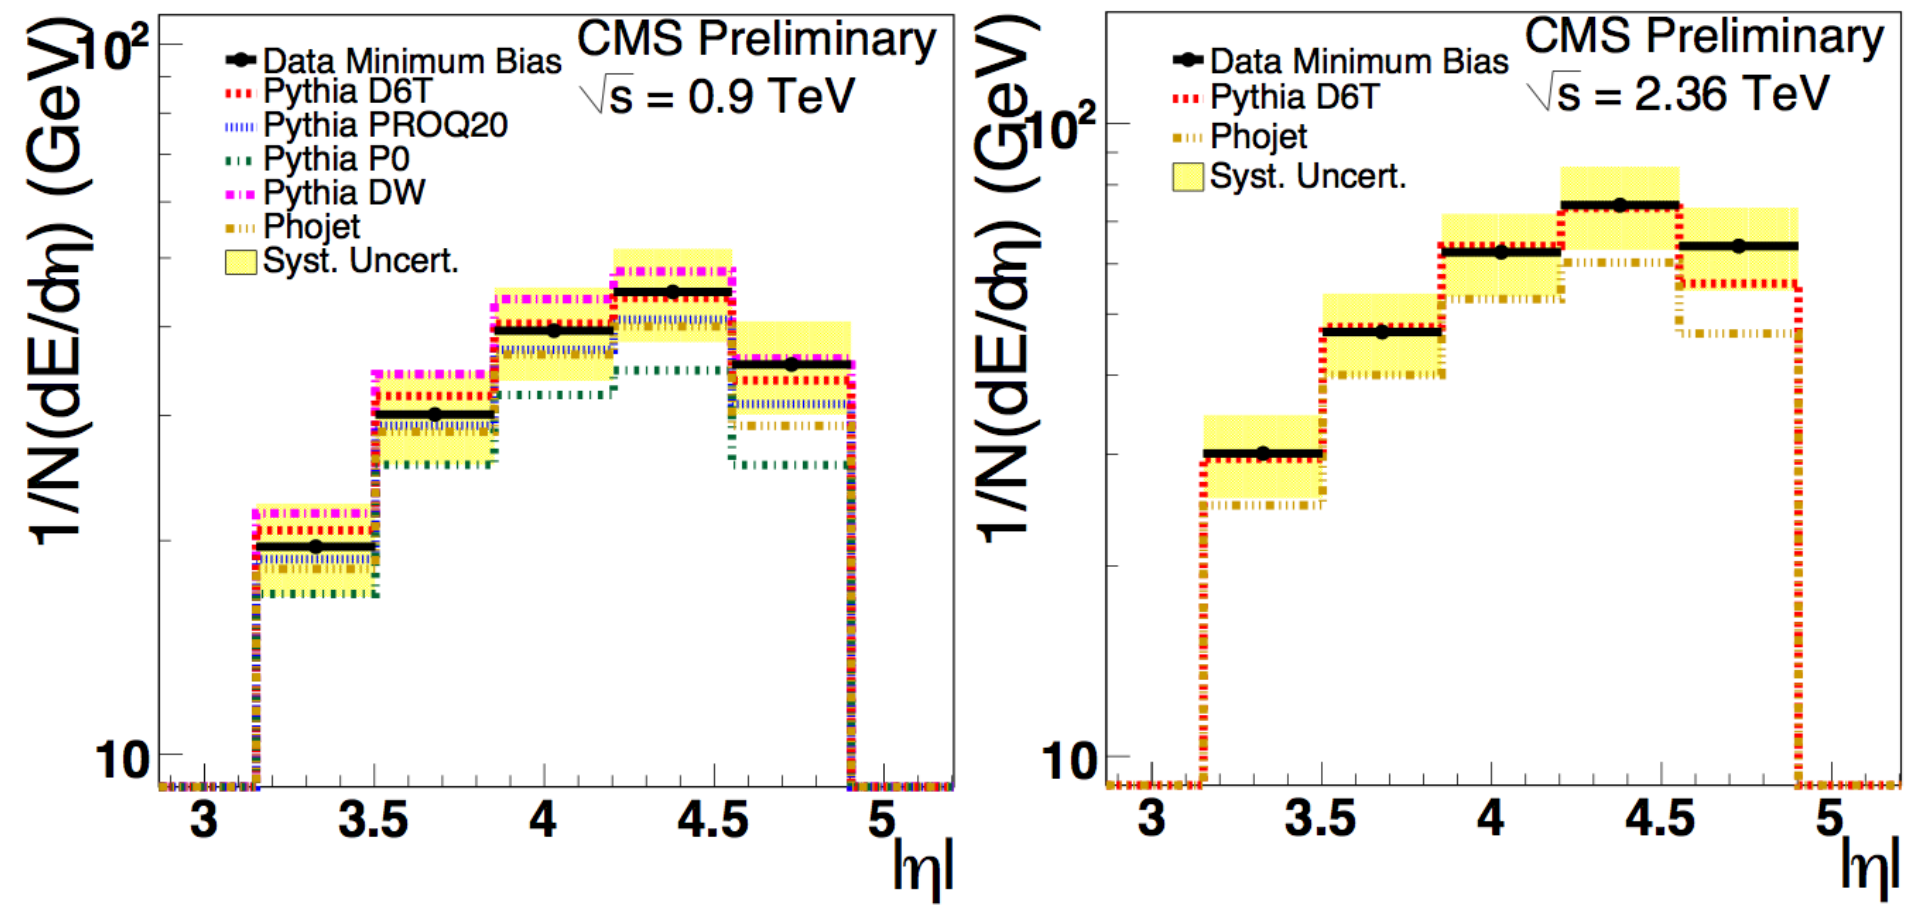 CMS Preliminary
√s = 0.9 TeV
Data Minimum Bias
Pythia D6T
Pythia PROQ20
Pythia P0
Pythia DW
Phojet
Syst. Uncert.
1/N(dE/dη) (GeV)
10²
10
3 3.5 4 4.5 5
|η|
CMS Preliminary
√s = 2.36 TeV
Data Minimum Bias
Pythia D6T
Phojet
Syst. Uncert.
1/N(dE/dη) (GeV)
10²
10
3 3.5 4 4.5 5
|η|